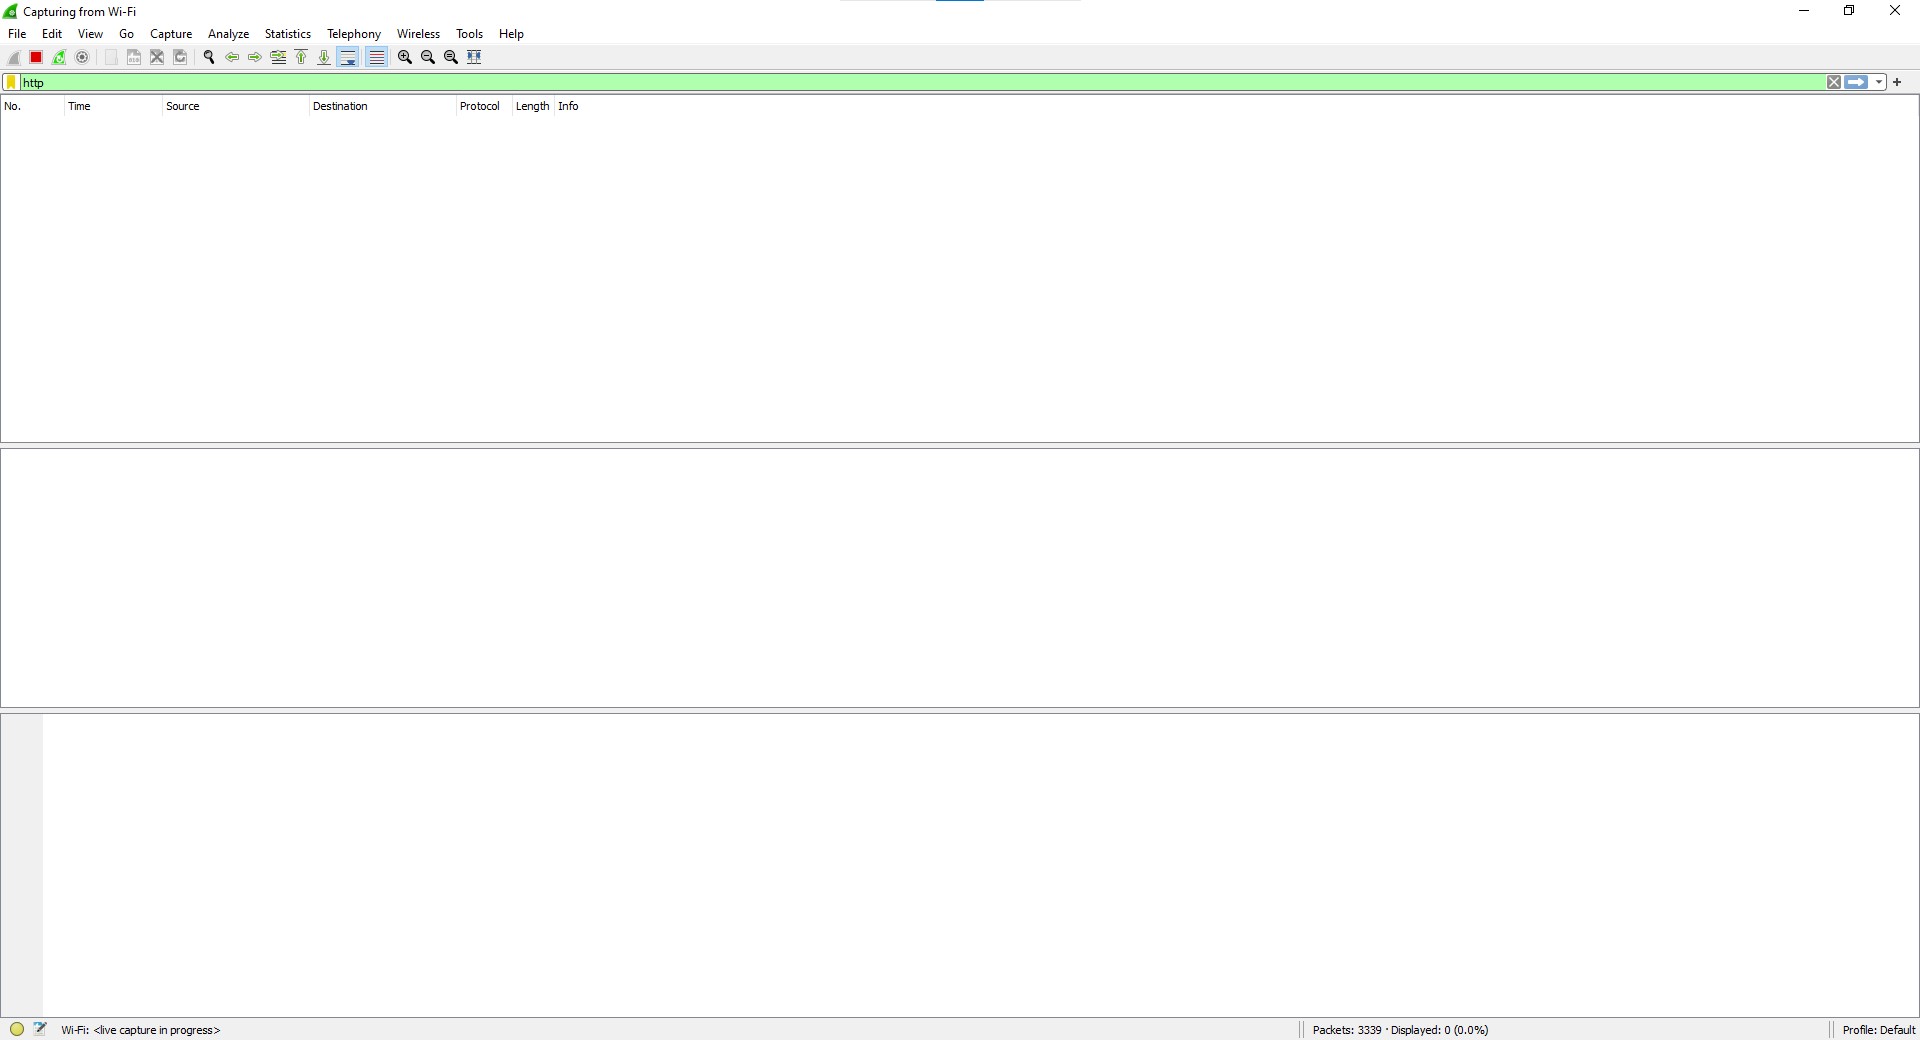 Capturing from Wi-Fi
File Edit View Go Capture Analyze Statistics Telephony Wireless Tools Help
http
No. Time Source Destination Protocol Length Info
Wi-Fi: <live capture in progress>
Packets: 3339 · Displayed: 0 (0.0%)
Profile: Default